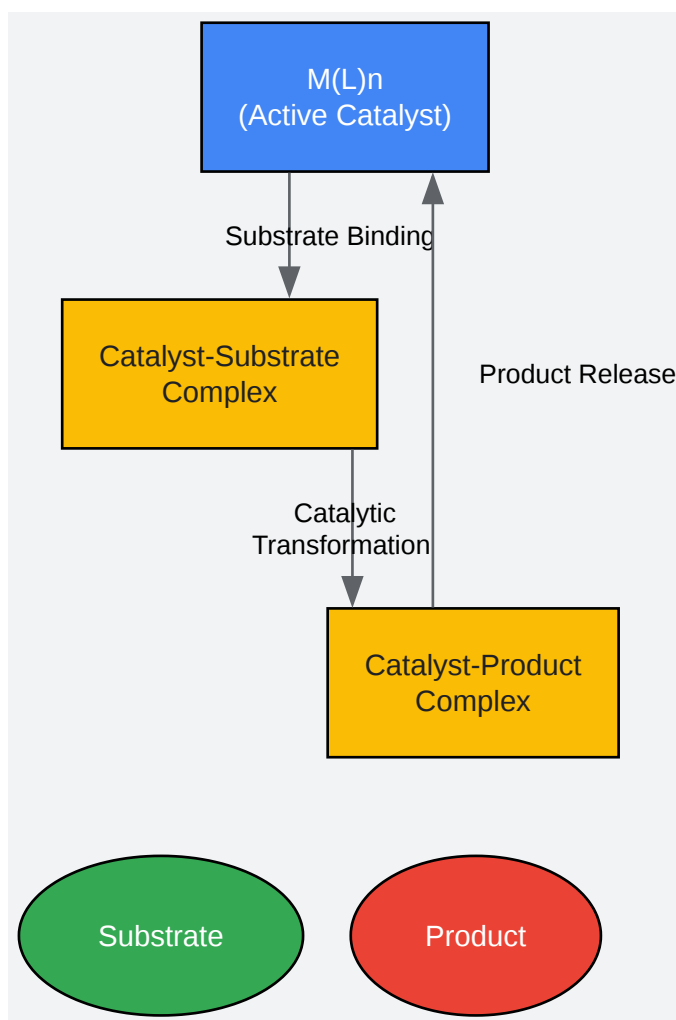 M(L)n
(Active Catalyst)
Substrate Binding
Catalyst-Substrate
Complex
Product Release
Catalytic
Transformation
Catalyst-Product
Complex
Substrate
Product